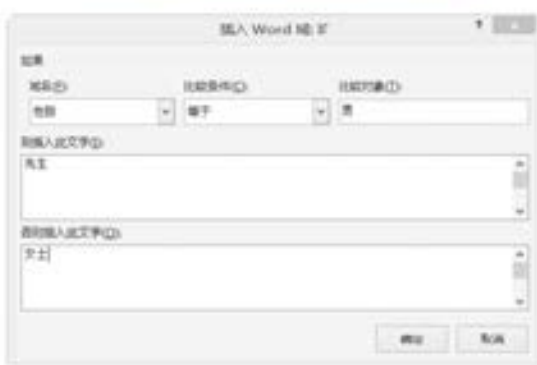 插入 Word 域: IF
如果
域名(F):
比较条件(C):
比较对象(T):
性别
等于
男
则插入此文字(I):
先生
否则插入此文字(O):
女士
确定
取消